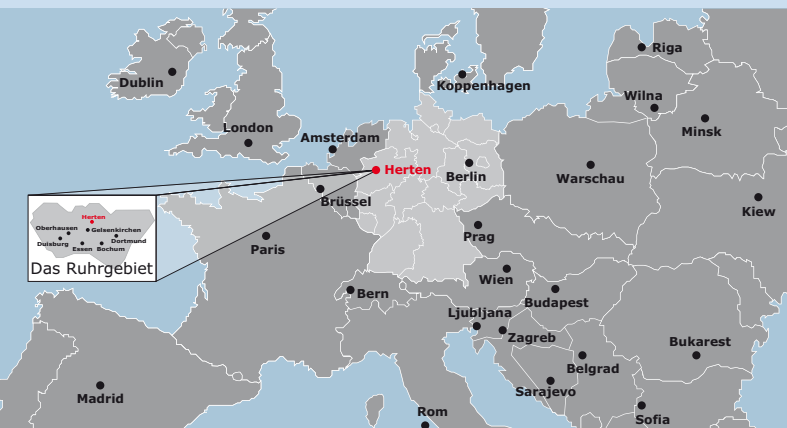 Riga
Dublin
Koppenhagen
Wilna
London
Minsk
Amsterdam
Herten
Berlin
Warschau
Brüssel
Kiew
Herten
Oberhausen
Gelsenkirchen
Duisburg
Dortmund
Essen
Bochum
Das Ruhrgebiet
Paris
Prag
Wien
Bern
Budapest
Ljubljana
Zagreb
Bukarest
Belgrad
Sarajevo
Madrid
Rom
Sofia